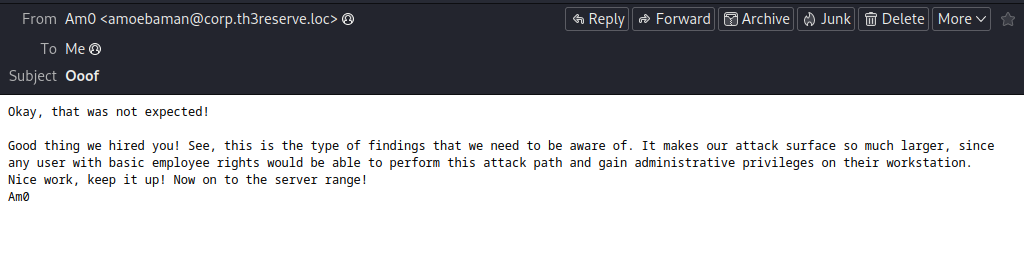 From Am0 <amoebaman@corp.th3reserve.loc> Reply Forward Archive Junk Delete More
To Me
Subject Ooof
Okay, that was not expected!
Good thing we hired you! See, this is the type of findings that we need to be aware of. It makes our attack surface so much larger, since
any user with basic employee rights would be able to perform this attack path and gain administrative privileges on their workstation.
Nice work, keep it up! Now on to the server range!
Am0